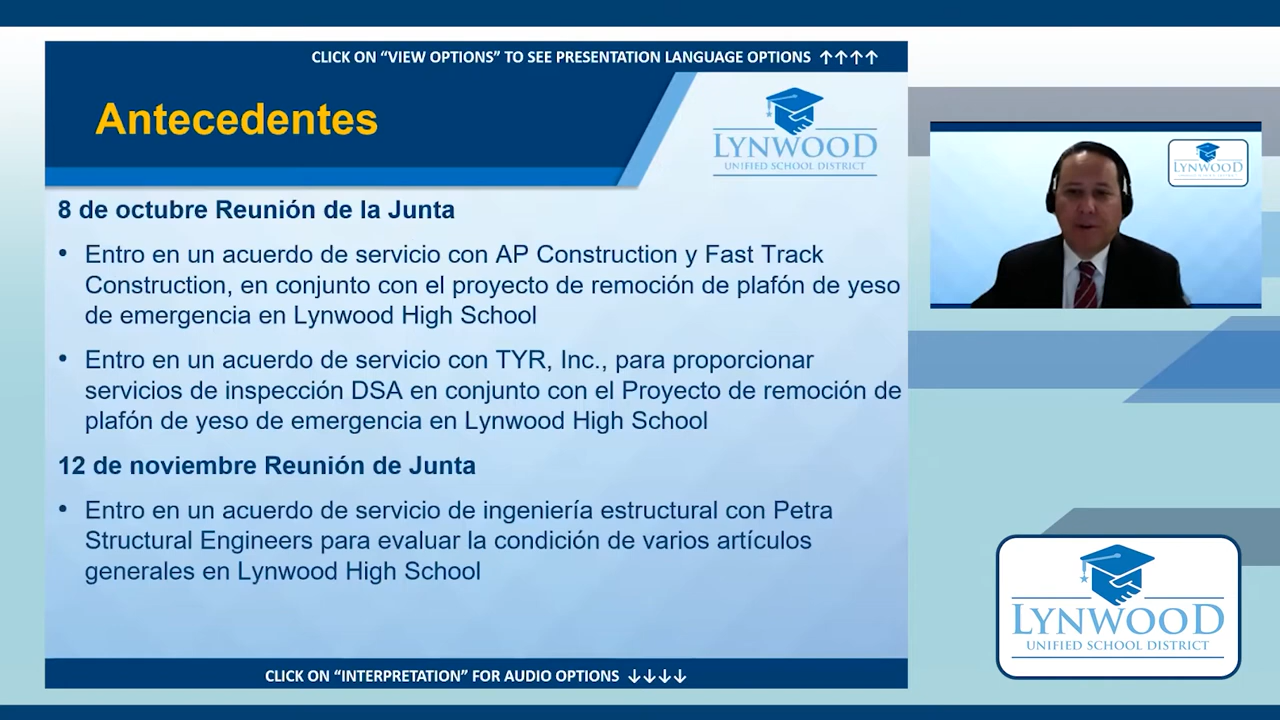 CLICK ON “VIEW OPTIONS” TO SEE PRESENTATION LANGUAGE OPTIONS ↑↑↑↑
Antecedentes
LYNWOOD
UNIFIED SCHOOL DISTRICT
8 de octubre Reunión de la Junta
• Entro en un acuerdo de servicio con AP Construction y Fast Track
Construction, en conjunto con el proyecto de remoción de plafón de yeso
de emergencia en Lynwood High School
• Entro en un acuerdo de servicio con TYR, Inc., para proporcionar
servicios de inspección DSA en conjunto con el Proyecto de remoción de
plafón de yeso de emergencia en Lynwood High School
12 de noviembre Reunión de Junta
• Entro en un acuerdo de servicio de ingeniería estructural con Petra
Structural Engineers para evaluar la condición de varios artículos
generales en Lynwood High School
CLICK ON “INTERPRETATION” FOR AUDIO OPTIONS ↓↓↓↓
LYNWOOD
LYNWOOD
UNIFIED SCHOOL DISTRICT